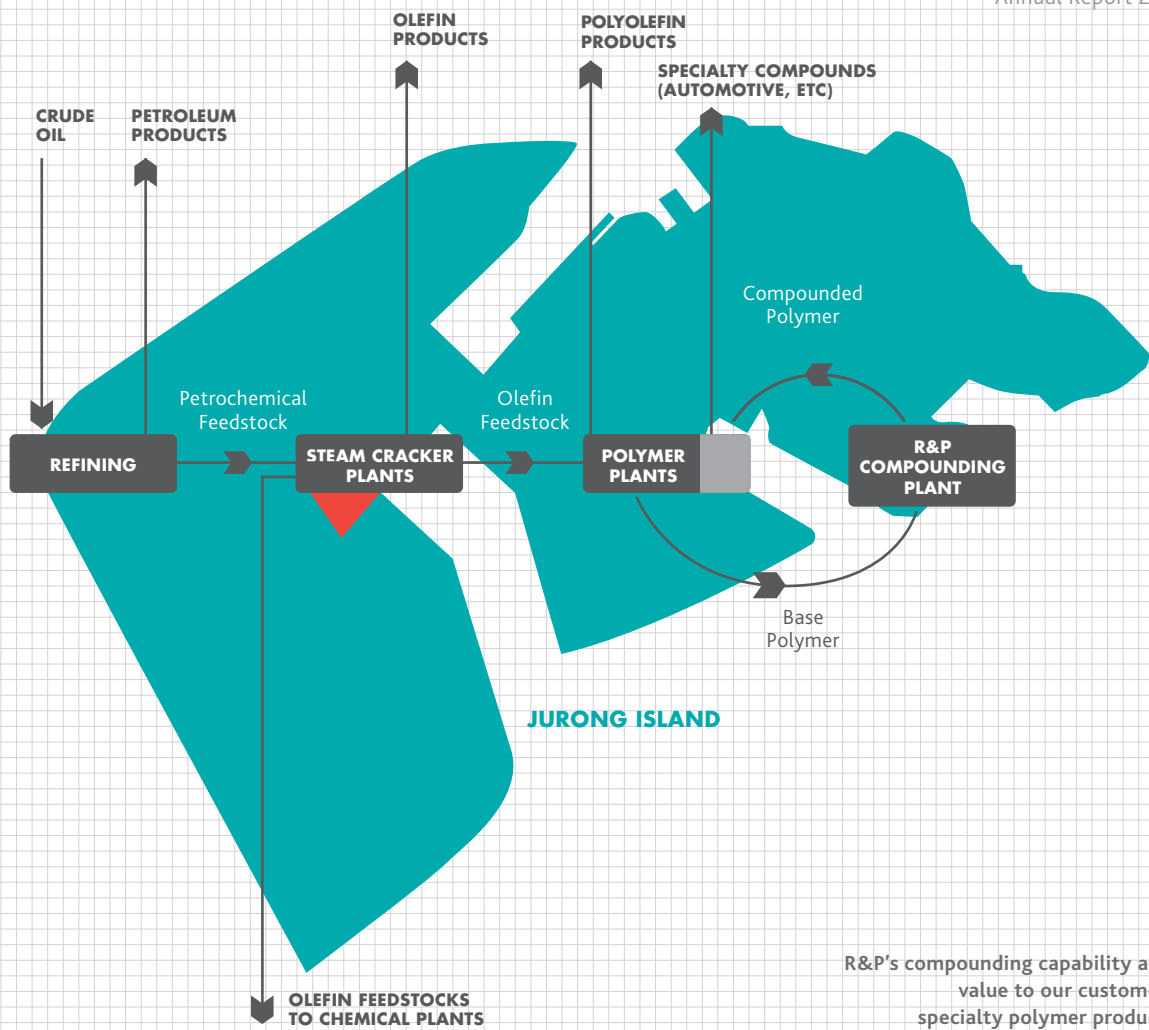 Annual Report
OLEFIN
PRODUCTS
POLYOLEFIN
PRODUCTS
SPECIALTY COMPOUNDS
(AUTOMOTIVE, ETC)
CRUDE
OIL
PETROLEUM
PRODUCTS
Compounded
Polymer
Petrochemical
Feedstock
Olefin
Feedstock
REFINING
STEAM CRACKER
PLANTS
POLYMER
PLANTS
R&P
COMPOUNDING
PLANT
Base
Polymer
JURONG ISLAND
R&P's compounding capability
value to our
specialty polymer
OLEFIN FEEDSTOCKS
TO CHEMICAL PLANTS